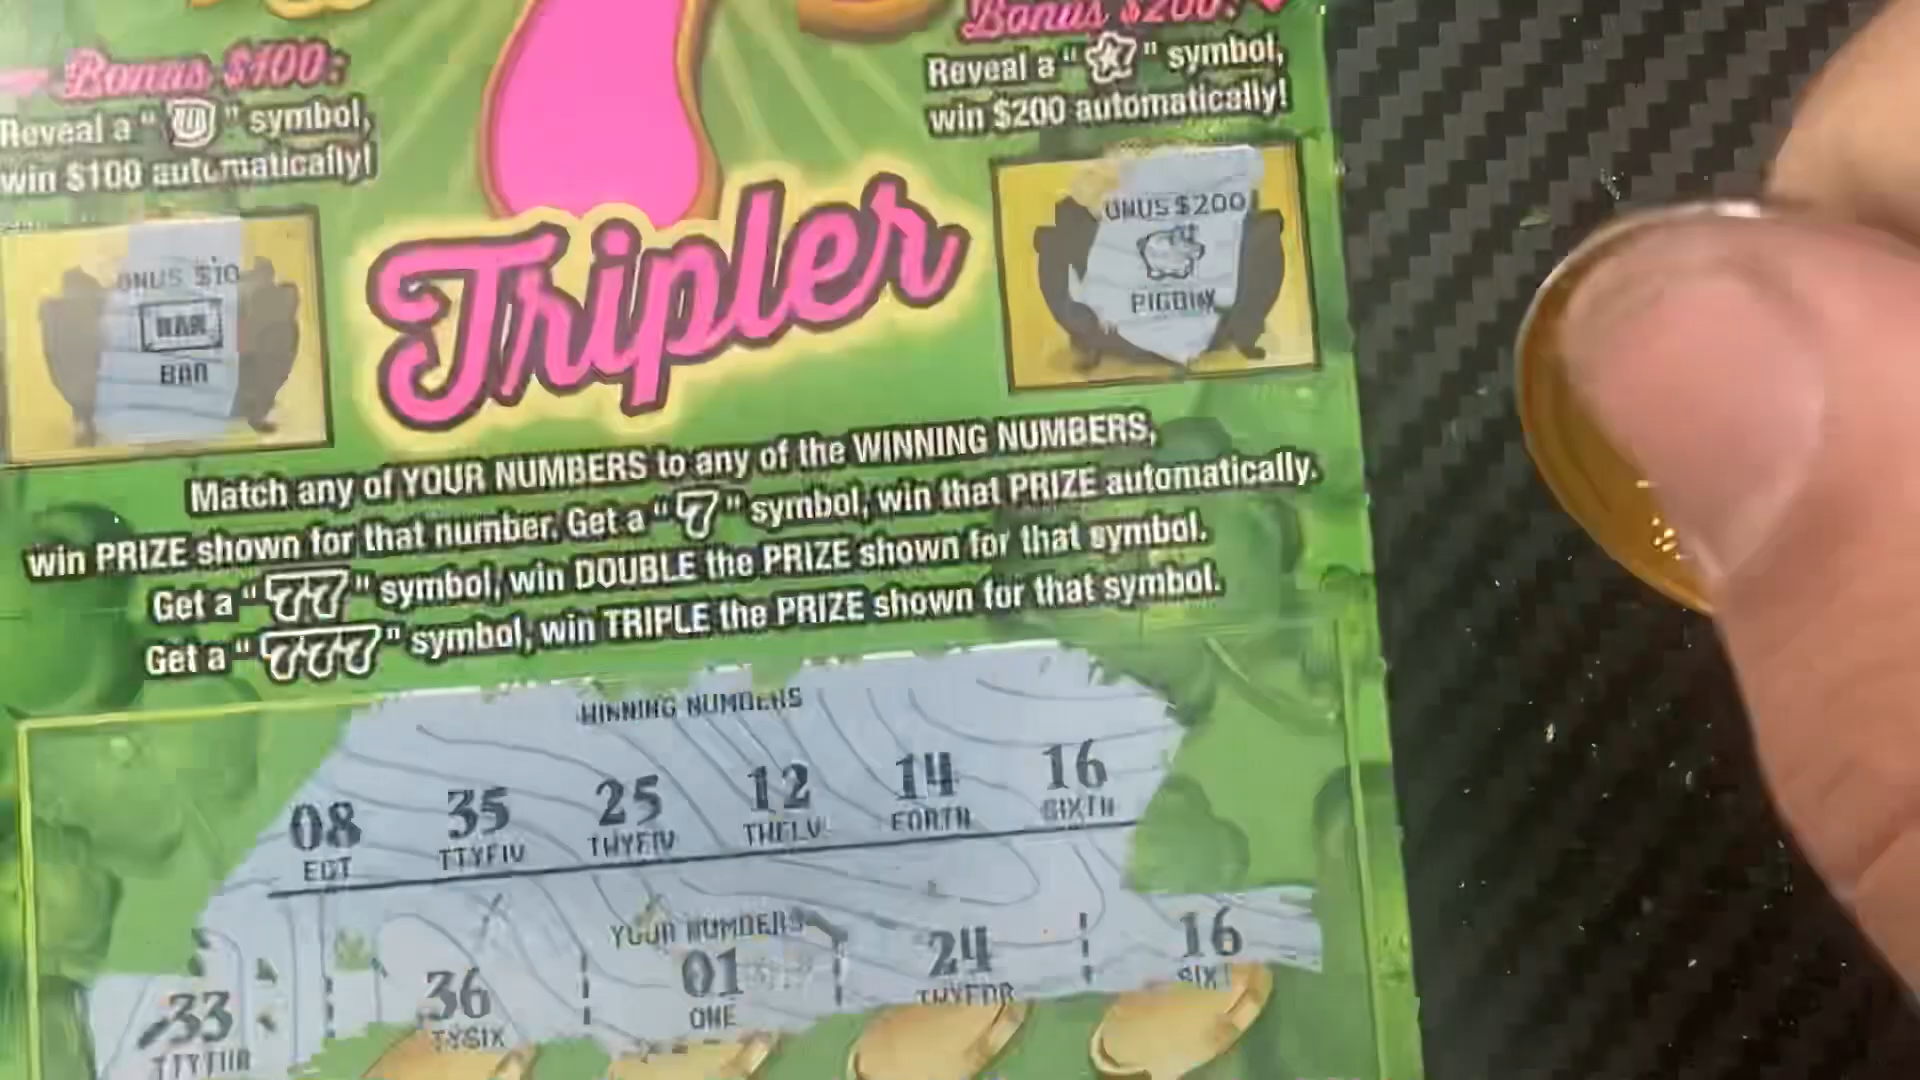 Bonus $100:
Reveal a " " symbol,
win $100 automatically!
Bonus $200:
Reveal a " " symbol,
win $200 automatically!
ONUS $10
BAR
BAR
ONUS $200
PIGBNK
Tripler
Match any of YOUR NUMBERS to any of the WINNING NUMBERS,
win PRIZE shown for that number. Get a "7" symbol, win that PRIZE automatically.
Get a "77" symbol, win DOUBLE the PRIZE shown for that symbol.
Get a "777" symbol, win TRIPLE the PRIZE shown for that symbol.
WINNING NUMBERS
08 35 25 12 14 16
EGT TTYFIV TWYFIV TWELV FORTN SIXTN
YOUR NUMBERS
33 36 01 24 16
TTYTHR TYSIX ONE TWYFOR SIXT